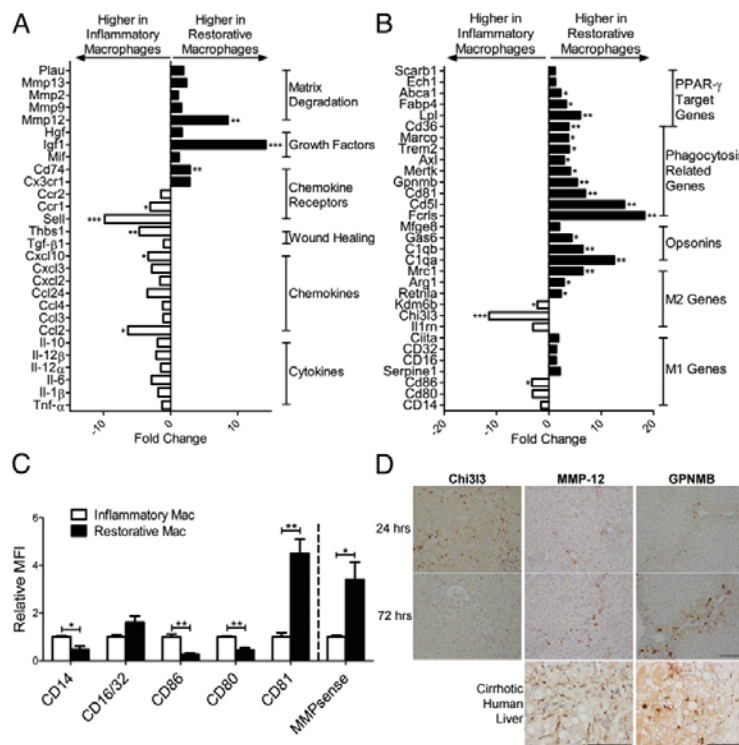 A
Higher in
Inflammatory
Macrophages
Higher in
Restorative
Macrophages
Plau
Mmp13
Mmp2
Mmp9
Mmp12
**
Matrix
Degradation
Hgf
Igf1
***
Mif
Growth Factors
Cd74
**
Cx3cr1
Ccr2
Ccr1
*
Sell
***
Chemokine
Receptors
Thbs1
**
Tgf-β1
Wound Healing
Cxcl10
*
Cxcl3
Cxcl2
Ccl24
Ccl4
Ccl3
Ccl2
*
Chemokines
Il-10
Il-12β
Il-12α
Il-6
Il-1β
Tnf-α
Cytokines
-10
0
10
Fold Change
B
Higher in
Inflammatory
Macrophages
Higher in
Restorative
Macrophages
Scarb1
Ech1
Abca1
*
Fabp4
*
Lpl
**
PPAR-γ
Target
Genes
Cd36
**
Marco
*
Trem2
*
Axl
*
Mertk
*
Gpnmb
**
Cd81
**
Cd5l
**
Fcrls
**
Phagocytosis
Related
Genes
Mfge8
Gas6
*
C1qb
**
C1qa
**
Opsonins
Mrc1
**
Arg1
*
Retnla
*
Kdm6b
*
Chi3l3
***
Il1rn
M2 Genes
Ciita
CD32
CD16
Serpine1
Cd86
*
Cd80
CD14
M1 Genes
-20
-10
0
10
20
Fold Change
C
Inflammatory Mac
Restorative Mac
Relative MFI
6
4
2
0
*
**
**
**
*
CD14
CD16/32
CD86
CD80
CD81
MMPsense
D
Chi3l3
MMP-12
GPNMB
24 hrs
72 hrs
Cirrhotic
Human
Liver